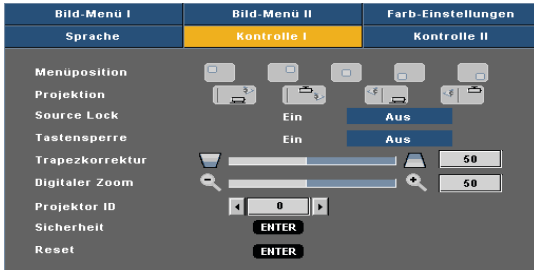 Bild-Menü I Bild-Menü II Farb-Einstellungen
Sprache Kontrolle I Kontrolle II
Menüposition
Projektion
Source Lock Ein Aus
Tastensperre Ein Aus
Trapezkorrektur 50
Digitaler Zoom 50
Projektor ID 0
Sicherheit ENTER
Reset ENTER